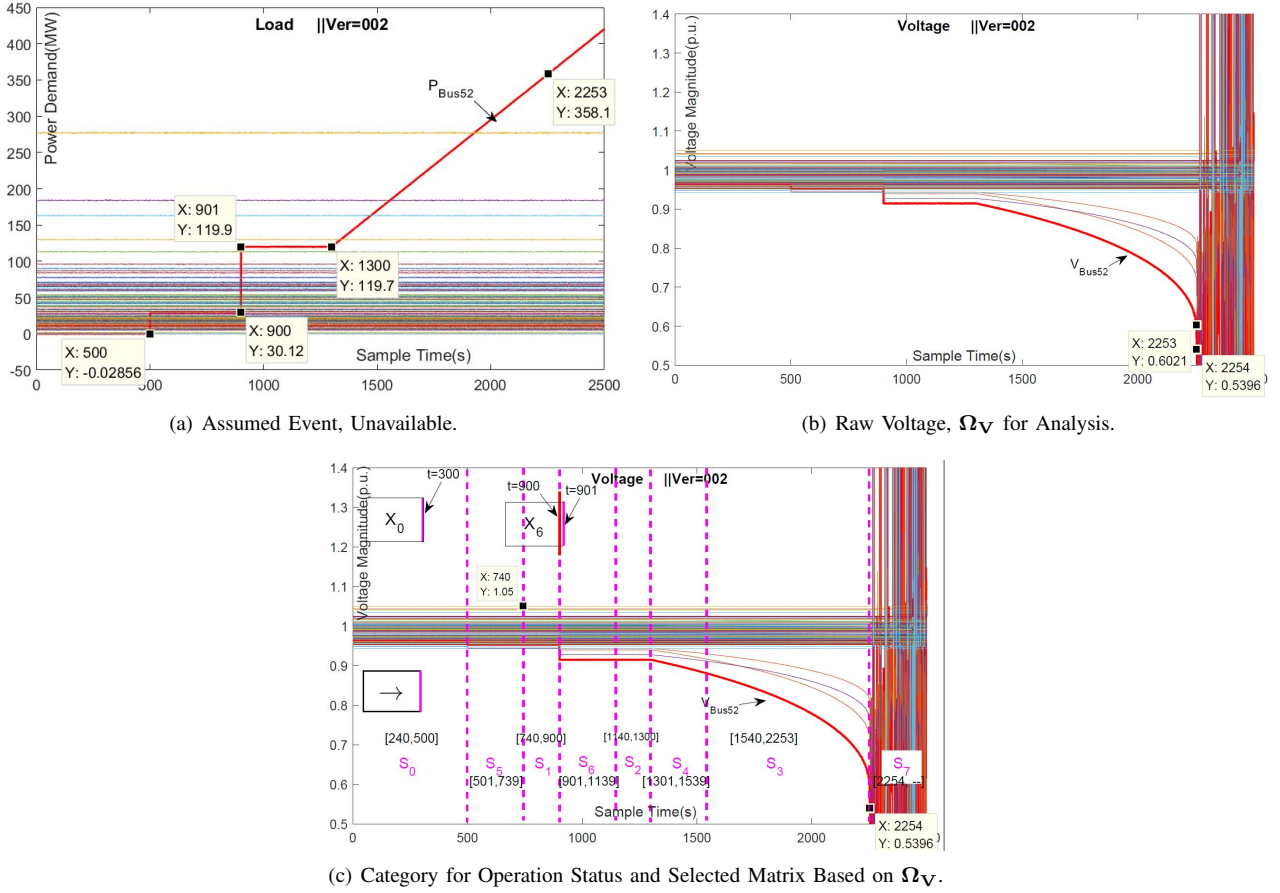 Load ||Ver=002
Power Demand(MW)
450
400
350
300
250
200
150
100
50
0
-50
P Bus52
X: 2253
Y: 358.1
X: 901
Y: 119.9
X: 1300
Y: 119.7
X: 900
Y: 30.12
X: 500
Y: -0.02856
Sample Time(s)
0 500 1000 1500 2000 2500
(a) Assumed Event, Unavailable.
Voltage ||Ver=002
Voltage Magnitude(p.u.)
1.4
1.3
1.2
1.1
1
0.9
0.8
0.7
0.6
0.5
V Bus52
X: 2253
Y: 0.6021
X: 2254
Y: 0.5396
Sample Time(s)
0 500 1000 1500 2000
(b) Raw Voltage, Ω_V for Analysis.
Voltage ||Ver=002
Voltage Magnitude(p.u.)
1.4
1.3
1.2
1.1
1
0.9
0.8
0.7
0.6
0.5
t=300
X_0
t=900
t=901
X_6
X: 740
Y: 1.05
→
V Bus52
[240,500] [740,900] [1140,1300] [1540,2253]
S_0 S_5 S_1 S_6 S_2 S_4 S_3 S_7
[501,739] [901,1139] [1301,1539] [2254, --]
Sample Time(s)
X: 2254
Y: 0.5396
0 500 1000 1500 2000
(c) Category for Operation Status and Selected Matrix Based on Ω_V.